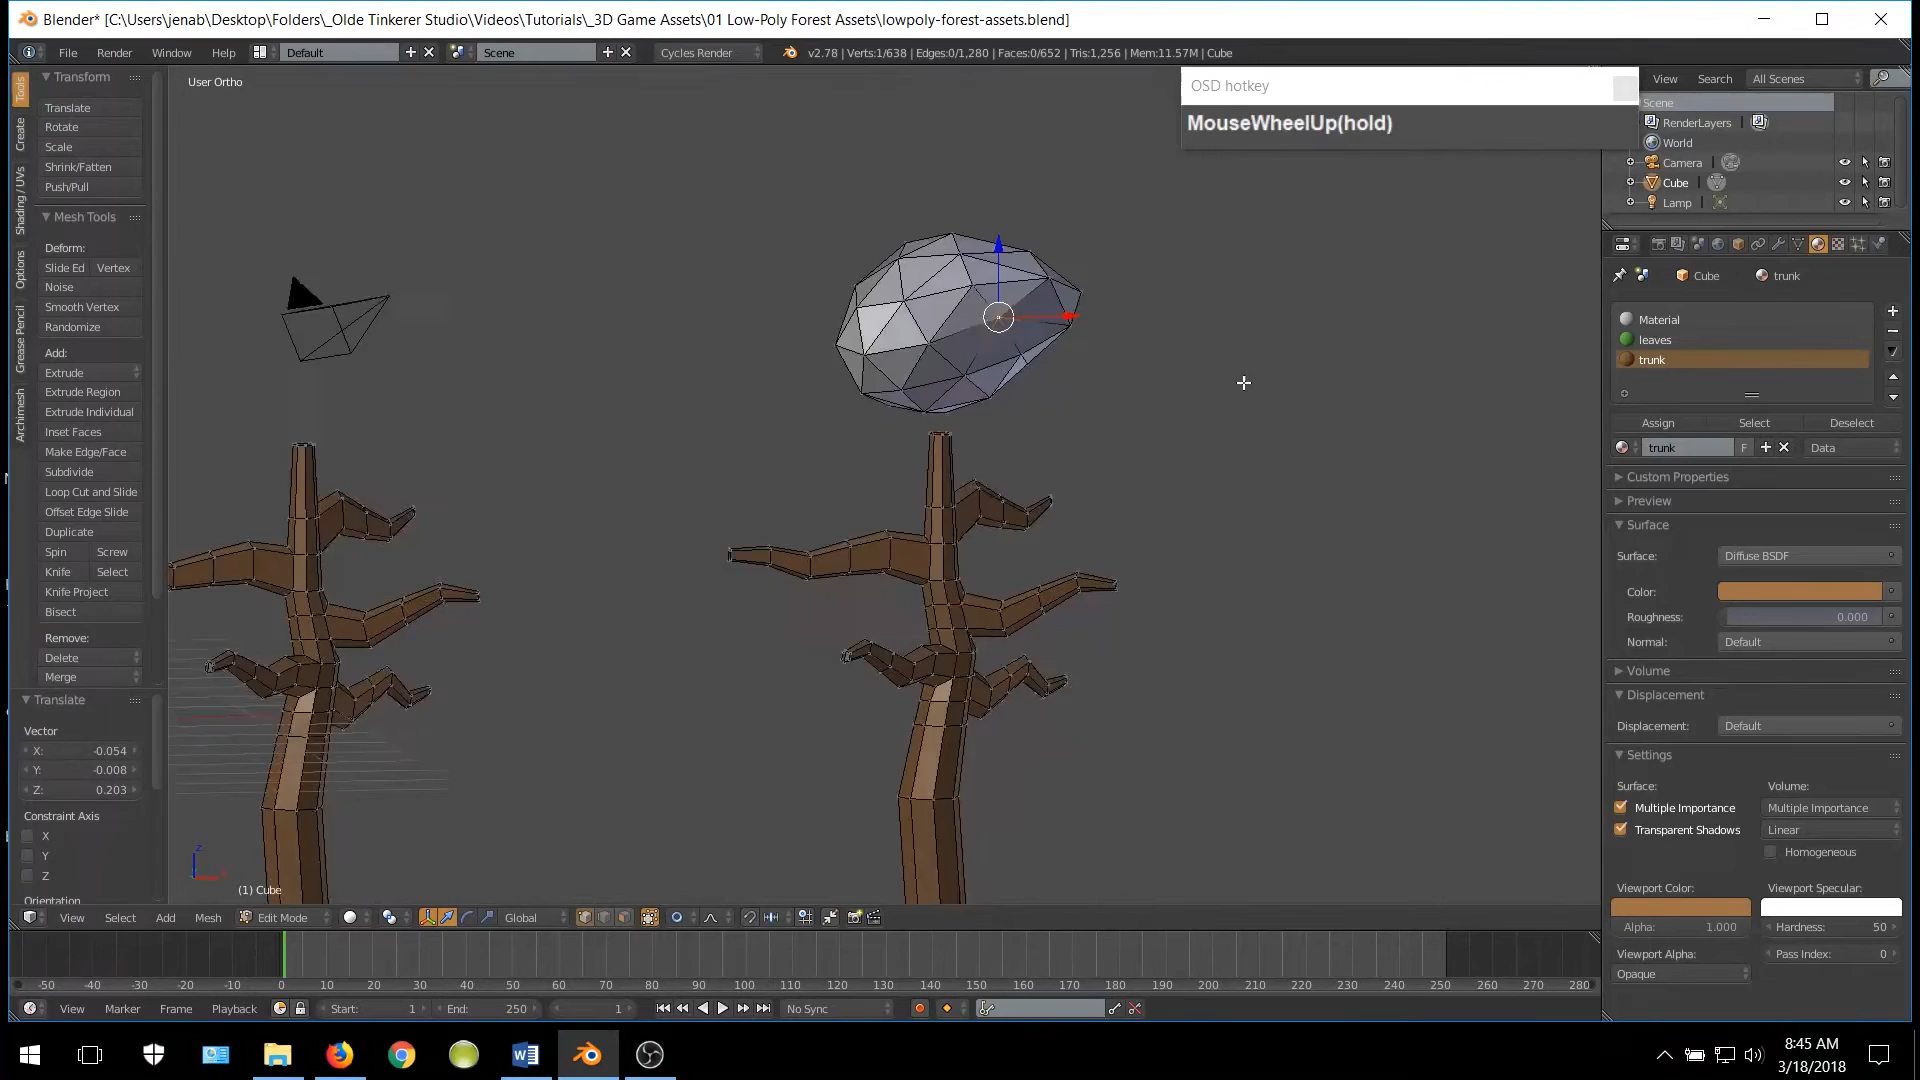 Blender* [C:\Users\jenab\Desktop\Folders\_Olde Tinkerer Studio\Videos\Tutorials\_3D Game Assets\01 Low-Poly Forest Assets\lowpoly-forest-assets.blend]
File Render Window Help Default Scene Cycles Render v2.78 | Verts:1/638 | Edges:0/1,280 | Faces:0/652 | Tris:1,256 | Mem:11.57M | Cube
User Ortho
OSD hotkey
MouseWheelUp(hold)
View Search All Scenes
Scene
RenderLayers
World
Camera
Cube
Lamp
Tools
Create
Shading / UVs
Options
Grease Pencil
Archimesh
Transform
Translate
Rotate
Scale
Shrink/Fatten
Push/Pull
Mesh Tools
Deform:
Slide Ed Vertex
Noise
Smooth Vertex
Randomize
Add:
Extrude
Extrude Region
Extrude Individual
Inset Faces
Make Edge/Face
Subdivide
Loop Cut and Slide
Offset Edge Slide
Duplicate
Spin Screw
Knife Select
Knife Project
Bisect
Remove:
Delete
Merge
Translate
Vector
X: -0.054
Y: -0.008
Z: 0.203
Constraint Axis
X
Y
Z
Orientation
(1) Cube
Cube trunk
Material
leaves
trunk
Assign Select Deselect
trunk F Data
Custom Properties
Preview
Surface
Surface: Diffuse BSDF
Color:
Roughness: 0.000
Normal: Default
Volume
Displacement
Displacement: Default
Settings
Surface: Volume:
Multiple Importance Multiple Importance
Transparent Shadows Linear
Homogeneous
Viewport Color: Viewport Specular:
Alpha: 1.000 Hardness: 50
Viewport Alpha: Pass Index: 0
Opaque
View Select Add Mesh Edit Mode Global
-50 -40 -30 -20 -10 0 10 20 30 40 50 60 70 80 90 100 110 120 130 140 150 160 170 180 190 200 210 220 230 240 250 260 270 280
View Marker Frame Playback Start: 1 End: 250 1 No Sync
8:45 AM
3/18/2018